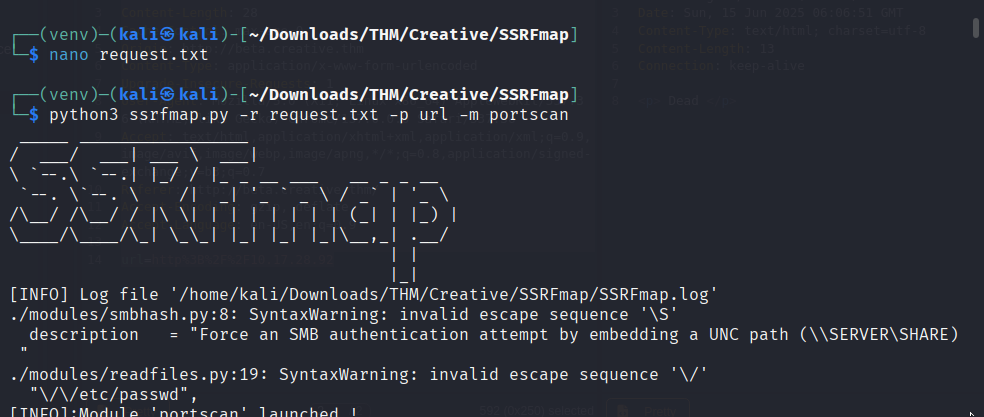 (venv)-(kali㉿kali)-[~/Downloads/THM/Creative/SSRFmap]
$ nano request.txt
(venv)-(kali㉿kali)-[~/Downloads/THM/Creative/SSRFmap]
$ python3 ssrfmap.py -r request.txt -p url -m portscan
SSRFmap
[INFO] Log file '/home/kali/Downloads/THM/Creative/SSRFmap/SSRFmap.log'
./modules/smbhash.py:8: SyntaxWarning: invalid escape sequence '\S'
description = "Force an SMB authentication attempt by embedding a UNC path (\\SERVER\SHARE)
"
./modules/readfiles.py:19: SyntaxWarning: invalid escape sequence '\/'
"\/\/etc/passwd",
[INFO]:Module 'portscan' launched !